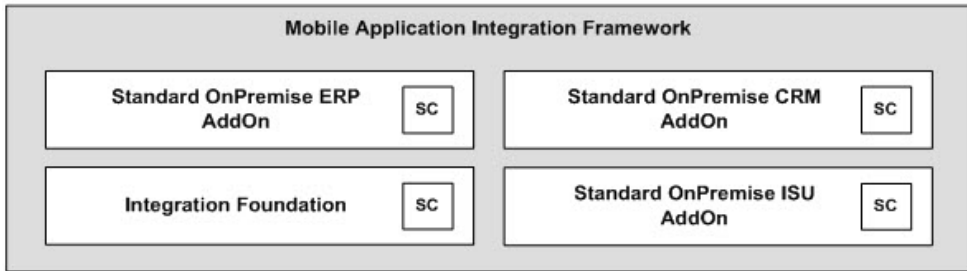 Mobile Application Integration Framework
Standard OnPremise ERP
AddOn
SC
Standard OnPremise CRM
AddOn
SC
Integration Foundation
SC
Standard OnPremise ISU
AddOn
SC